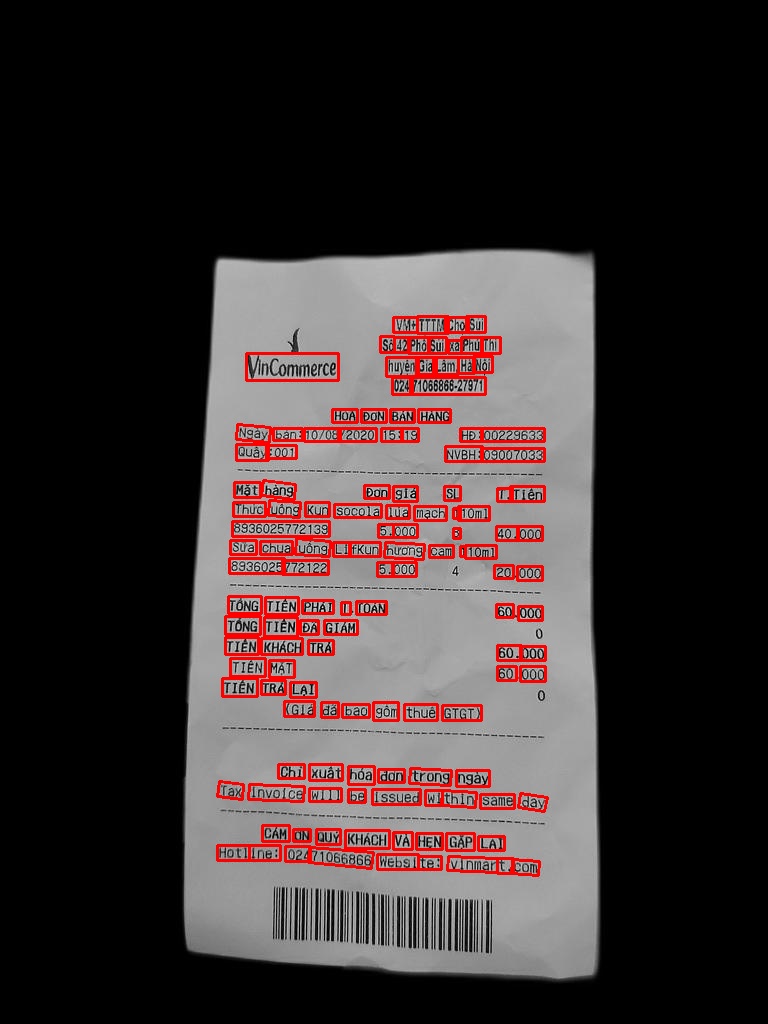 VinCommerce
VM+ TTTM Chợ Sủi
Số 42 Phố Sủi xã Phú Thị
huyện Gia Lâm, Hà Nội
024 71066866-27971
HÓA ĐƠN BÁN HÀNG
Ngày bán:10/08/2020 15:19 HĐ:00229633
Quầy:001 NVBH:09007033
Mặt hàng Đơn giá SL T.Tiền
Thức uống Kun socola lúa mạch 110ml
8936025772139 5.000 8 40.000
Sữa chua uống LifKun hương cam 110ml
8936025772122 5.000 4 20.000
TỔNG TIỀN PHẢI T.TOÁN 60.000
TỔNG TIỀN ĐÃ GIẢM 0
TIỀN KHÁCH TRẢ 60.000
TIỀN MẶT 60.000
TIỀN TRẢ LẠI 0
(Giá đã bao gồm thuế GTGT)
Chỉ xuất hóa đơn trong ngày
Tax invoice will be issued within same day
CẢM ƠN QUÝ KHÁCH VÀ HẸN GẶP LẠI
Hotline: 02471066866 Website: vinmart.com